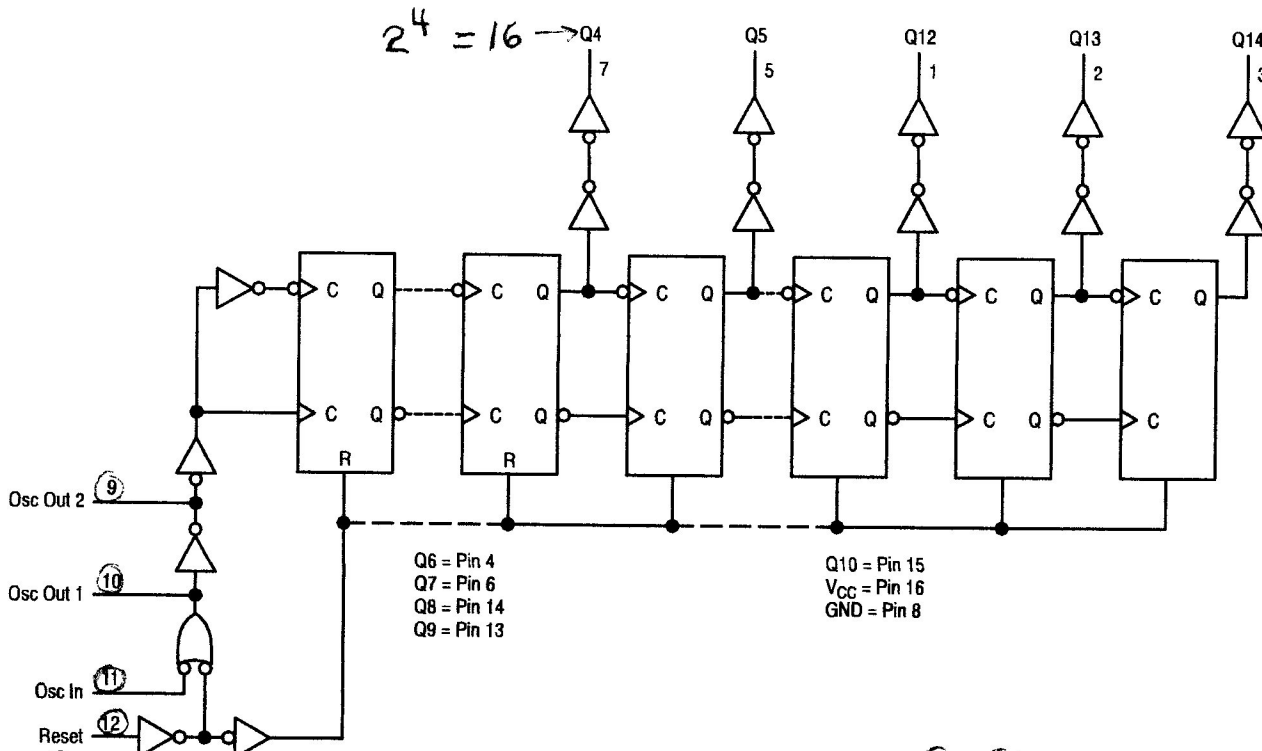 2^4 = 16 → Q4
Q5
Q12
Q13
Q14
7
5
1
2
3
C Q
C Q
C Q
C Q
C Q
C Q
C Q
C Q
C Q
C Q
C Q
C
R
R
Osc Out 2 9
Osc Out 1 10
Q6 = Pin 4
Q7 = Pin 6
Q8 = Pin 14
Q9 = Pin 13
Q10 = Pin 15
VCC = Pin 16
GND = Pin 8
Osc In 11
Reset 12